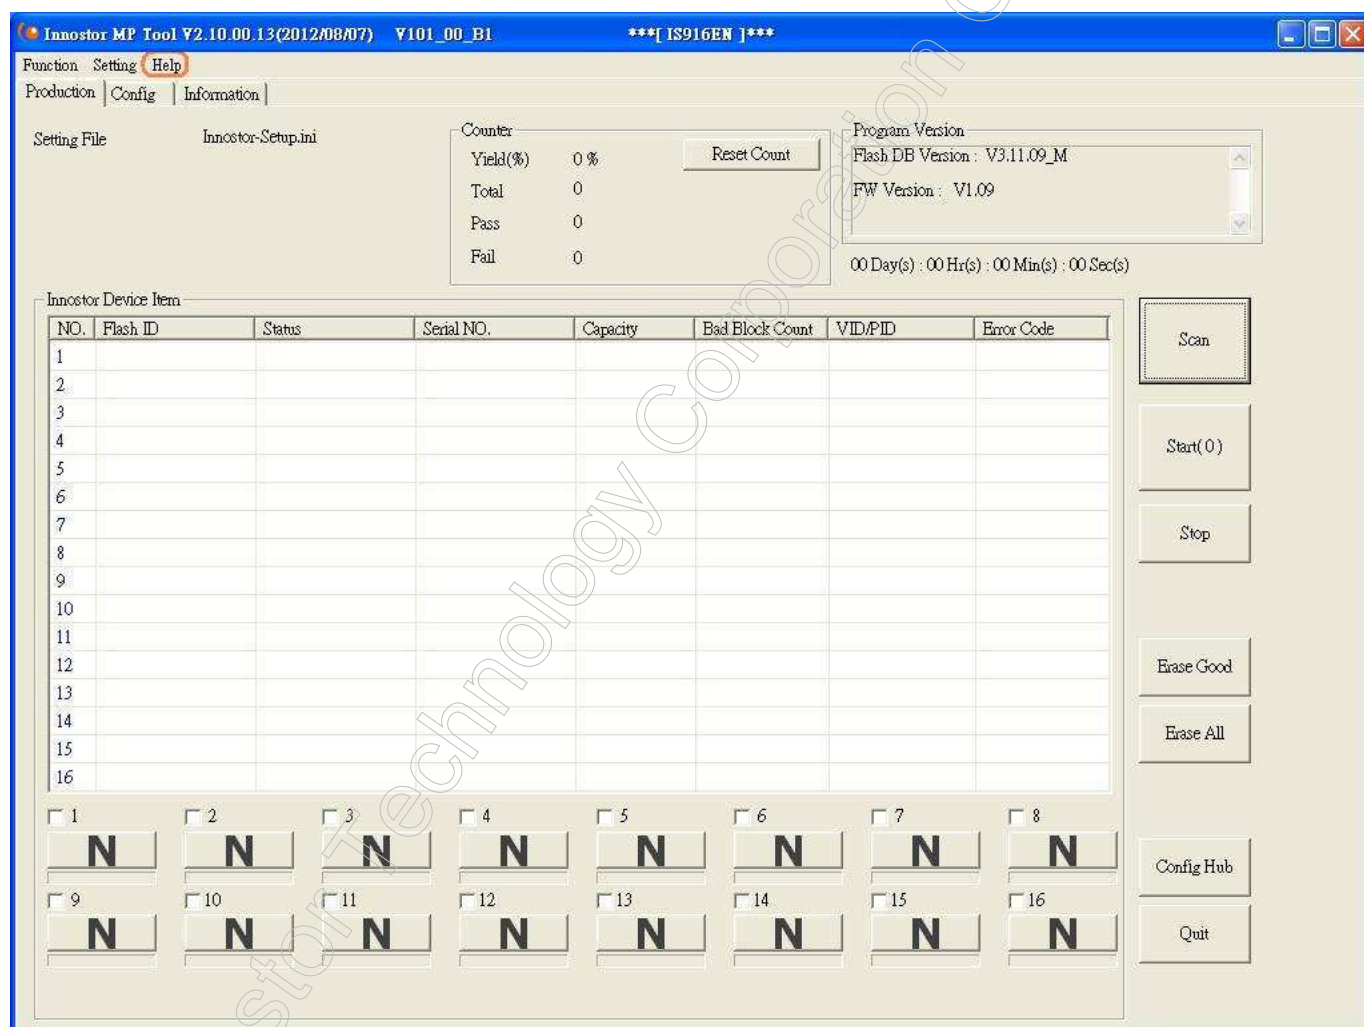 Innostor MP Tool V2.10.00.13(2012/08/07) V101_00_B1 ***[ IS916EN ]***
Function Setting Help
Production Config Information
Setting File Innostor-Setup.ini
Counter
Yield(%) 0 %
Total 0
Pass 0
Fail 0
Reset Count
Program Version
Flash DB Version : V3.11.09_M
FW Version : V1.09
00 Day(s) : 00 Hr(s) : 00 Min(s) : 00 Sec(s)
Innostor Device Item
NO. Flash ID Status Serial NO. Capacity Bad Block Count VID/PID Error Code
1
2
3
4
5
6
7
8
9
10
11
12
13
14
15
16
Scan
Start( 0 )
Stop
Erase Good
Erase All
Config Hub
Quit
1 2 3 4 5 6 7 8
N N N N N N N N
9 10 11 12 13 14 15 16
N N N N N N N N
stor Technology Corporation